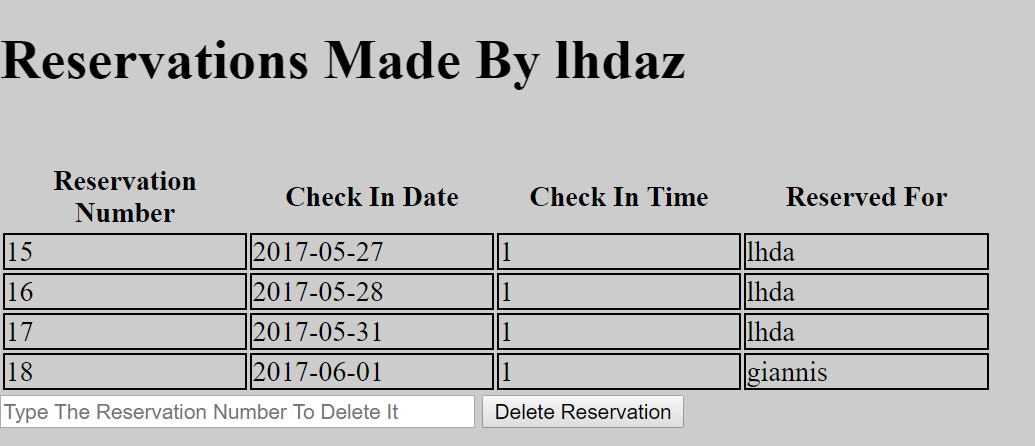 Reservations Made By lhdaz
Reservation
Number
Check In Date
Check In Time
Reserved For
15 2017-05-27 1 lhda
16 2017-05-28 1 lhda
17 2017-05-31 1 lhda
18 2017-06-01 1 giannis
Type The Reservation Number To Delete It Delete Reservation